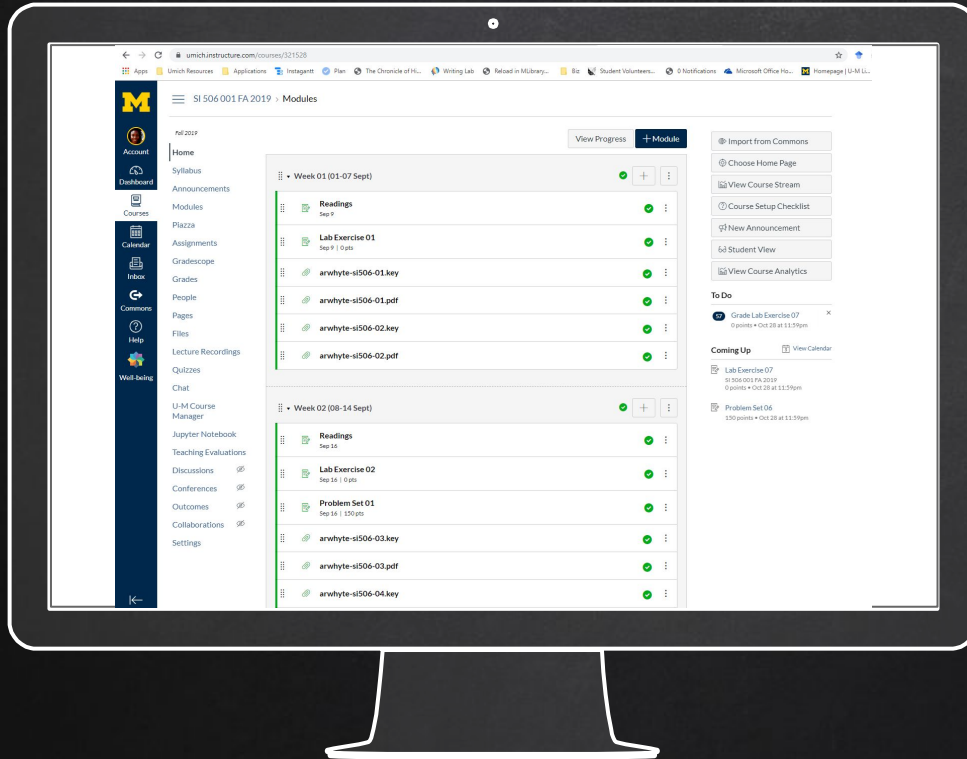 umich.instructure.com/courses/321528
Apps Umich Resources Applications Instagantt Plan The Chronicle of Hi... Writing Lab Reload in MLibrary... Biz Student Volunteers... 0 Notifications Microsoft Office Ho... Homepage | U-M Li...
M
Account
Dashboard
Courses
Calendar
Inbox
Commons
Help
Well-being
SI 506 001 FA 2019 > Modules
Fall 2019
Home
Syllabus
Announcements
Modules
Piazza
Assignments
Gradescope
Grades
People
Pages
Files
Lecture Recordings
Quizzes
Chat
U-M Course
Manager
Jupyter Notebook
Teaching Evaluations
Discussions
Conferences
Outcomes
Collaborations
Settings
View Progress + Module
Week 01 (01-07 Sept)
Readings
Sep 9
Lab Exercise 01
Sep 9 | 0 pts
arwhyte-si506-01.key
arwhyte-si506-01.pdf
arwhyte-si506-02.key
arwhyte-si506-02.pdf
Week 02 (08-14 Sept)
Readings
Sep 16
Lab Exercise 02
Sep 16 | 0 pts
Problem Set 01
Sep 16 | 150 pts
arwhyte-si506-03.key
arwhyte-si506-03.pdf
arwhyte-si506-04.key
Import from Commons
Choose Home Page
View Course Stream
Course Setup Checklist
New Announcement
Student View
View Course Analytics
To Do
57 Grade Lab Exercise 07
0 points • Oct 28 at 11:59pm
Coming Up View Calendar
Lab Exercise 07
SI 506 001 FA 2019
0 points • Oct 28 at 11:59pm
Problem Set 06
150 points • Oct 28 at 11:59pm